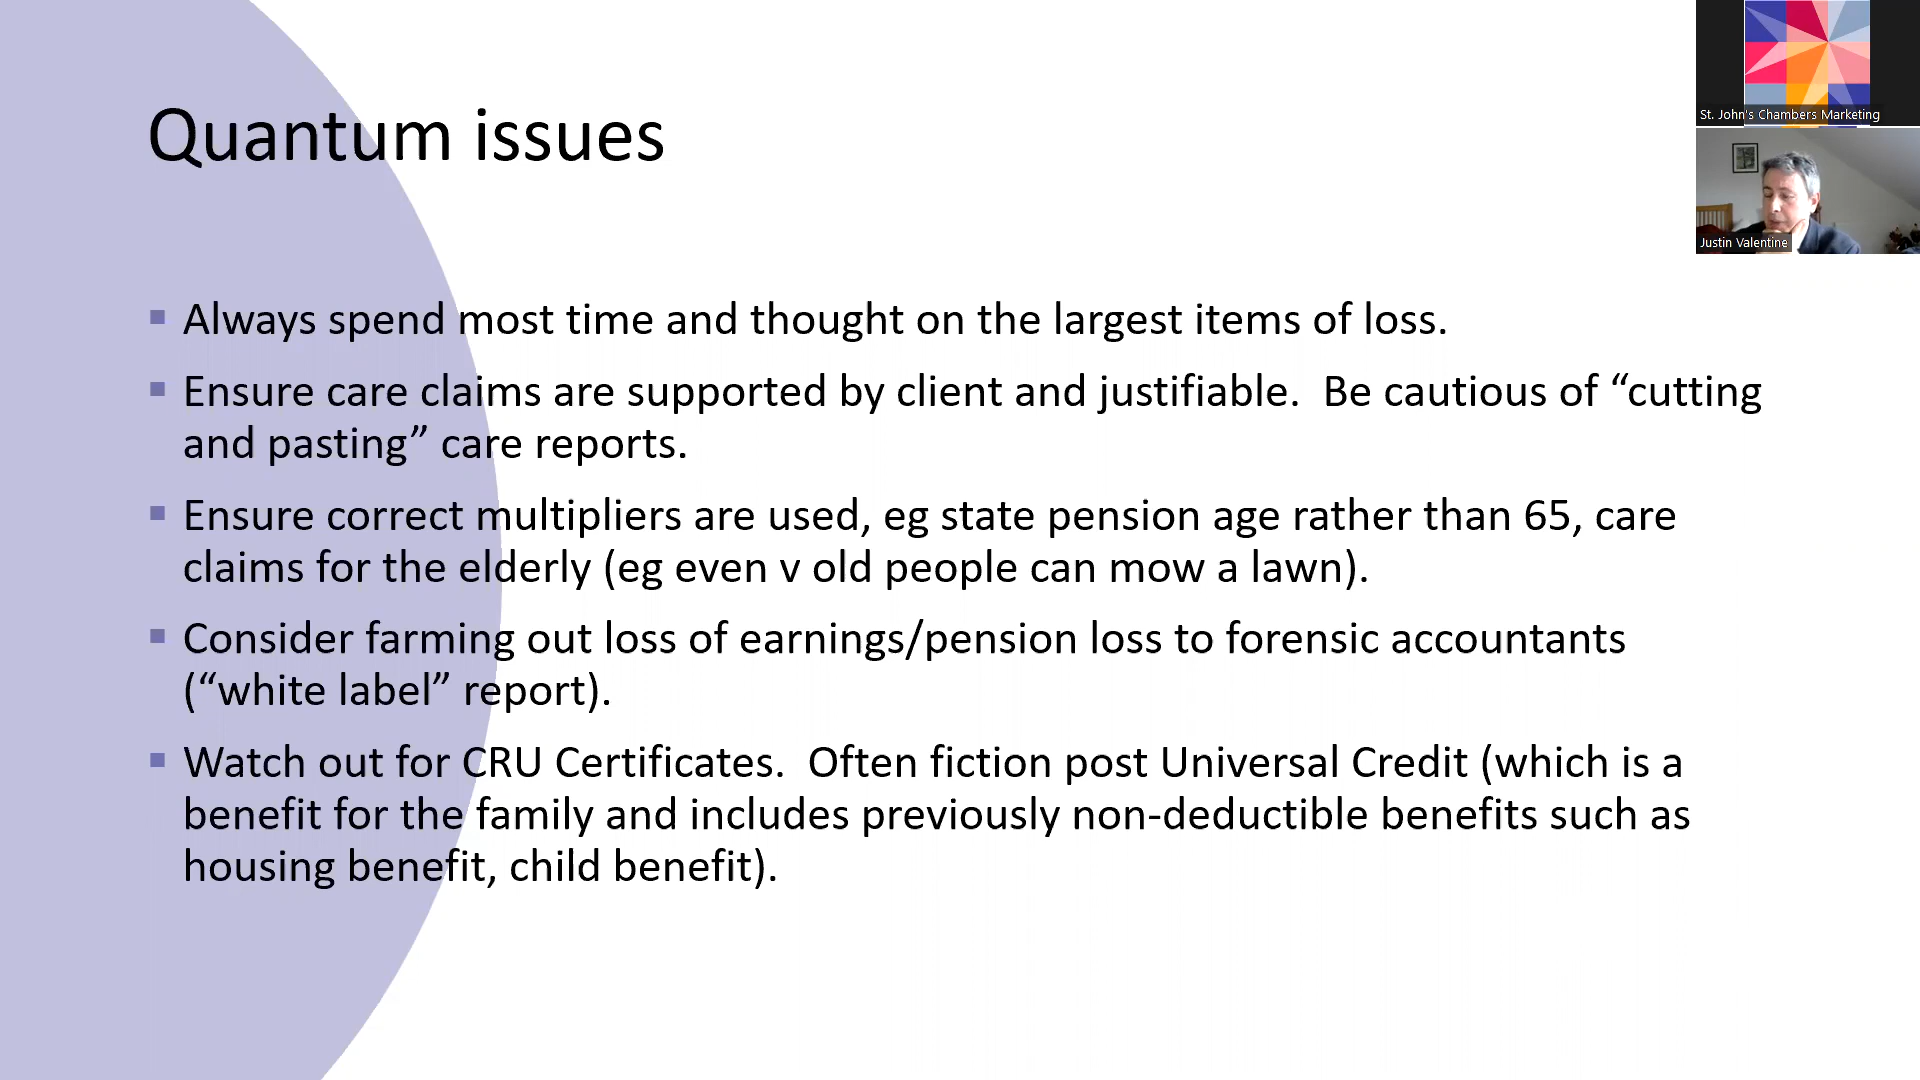 Quantum issues
▪ Always spend most time and thought on the largest items of loss.
▪ Ensure care claims are supported by client and justifiable.  Be cautious of “cutting
and pasting” care reports.
▪ Ensure correct multipliers are used, eg state pension age rather than 65, care
claims for the elderly (eg even v old people can mow a lawn).
▪ Consider farming out loss of earnings/pension loss to forensic accountants
(“white label” report).
▪ Watch out for CRU Certificates.  Often fiction post Universal Credit (which is a
benefit for the family and includes previously non-deductible benefits such as
housing benefit, child benefit).
St. John's Chambers Marketing
Justin Valentine